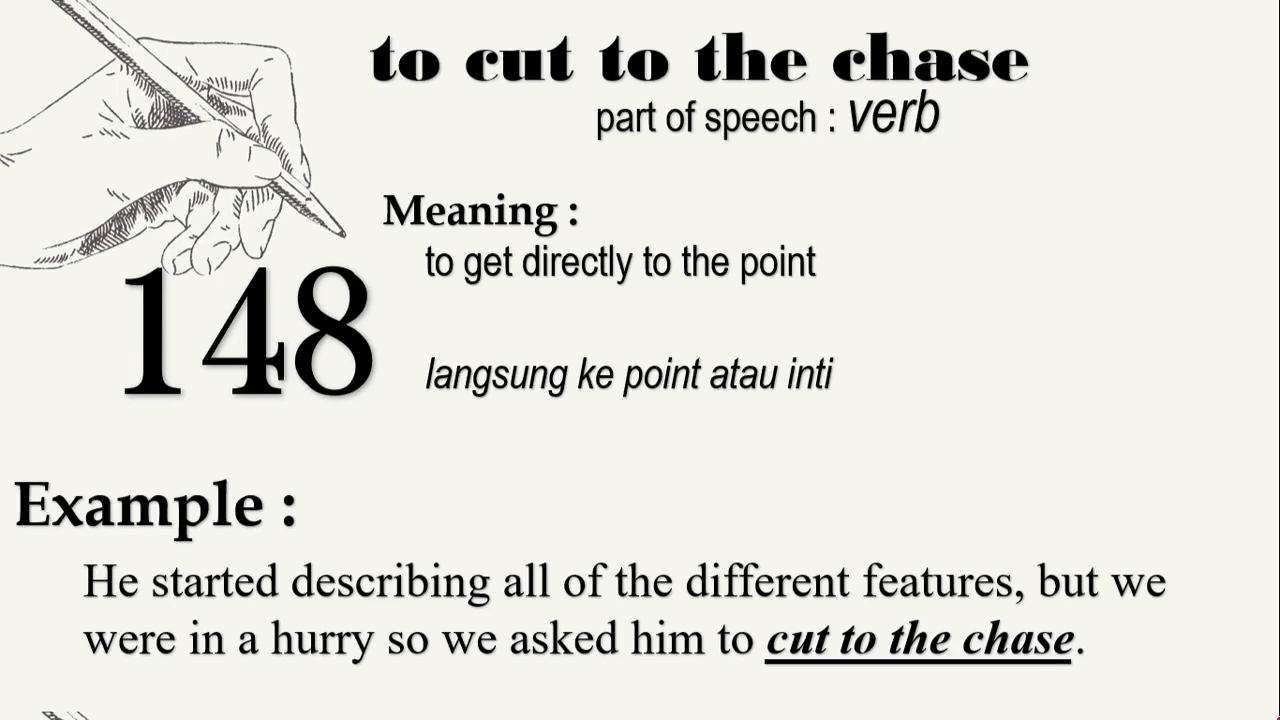 to cut to the chase
part of speech : verb
Meaning :
to get directly to the point
148
langsung ke point atau inti
Example :
He started describing all of the different features, but we
were in a hurry so we asked him to cut to the chase.